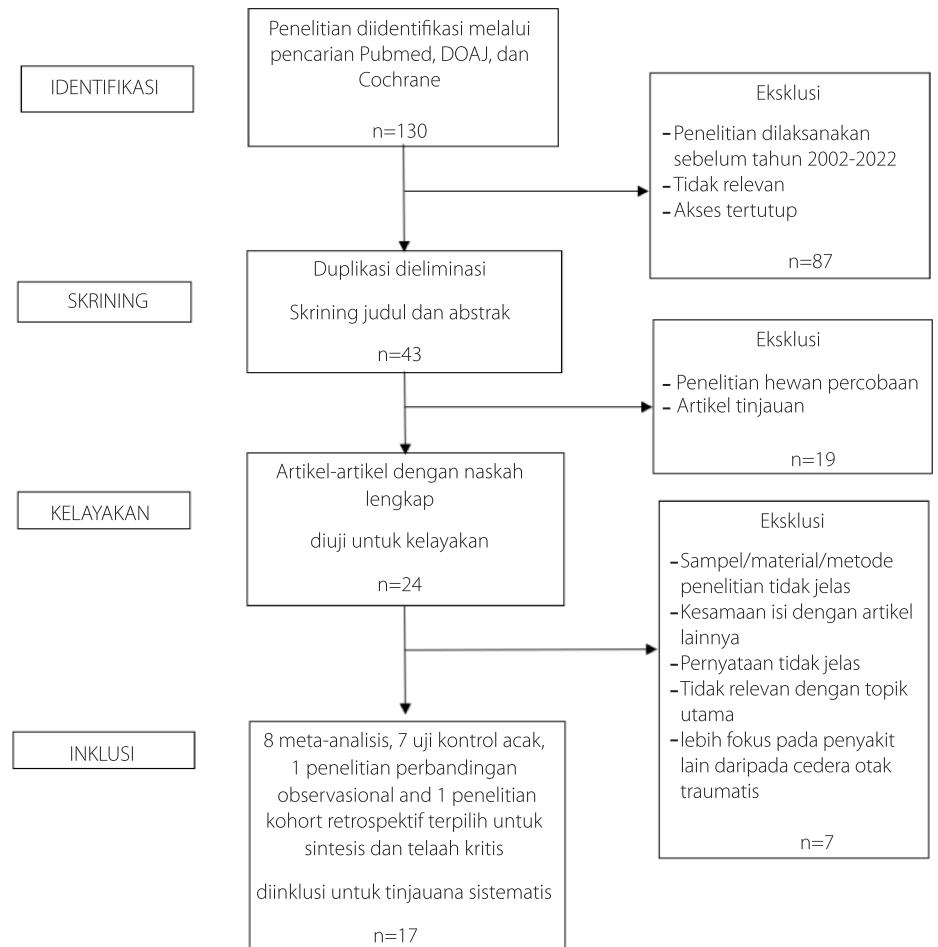 IDENTIFIKASI
Penelitian diidentifikasi melalui
pencarian Pubmed, DOAJ, dan
Cochrane
n=130
Eksklusi
-Penelitian dilaksanakan
sebelum tahun 2002-2022
-Tidak relevan
-Akses tertutup
n=87
SKRINING
Duplikasi dieliminasi
Skrining judul dan abstrak
n=43
Eksklusi
- Penelitian hewan percobaan
- Artikel tinjauan
n=19
KELAYAKAN
Artikel-artikel dengan naskah
lengkap
diuji untuk kelayakan
n=24
Eksklusi
-Sampel/material/metode
penelitian tidak jelas
-Kesamaan isi dengan artikel
lainnya
-Pernyataan tidak jelas
-Tidak relevan dengan topik
utama
-lebih fokus pada penyakit
lain daripada cedera otak
traumatis
n=7
INKLUSI
8 meta-analisis, 7 uji kontrol acak,
1 penelitian perbandingan
observasional and 1 penelitian
kohort retrospektif terpilih untuk
sintesis dan telaah kritis
diinklusi untuk tinjauana sistematis
n=17